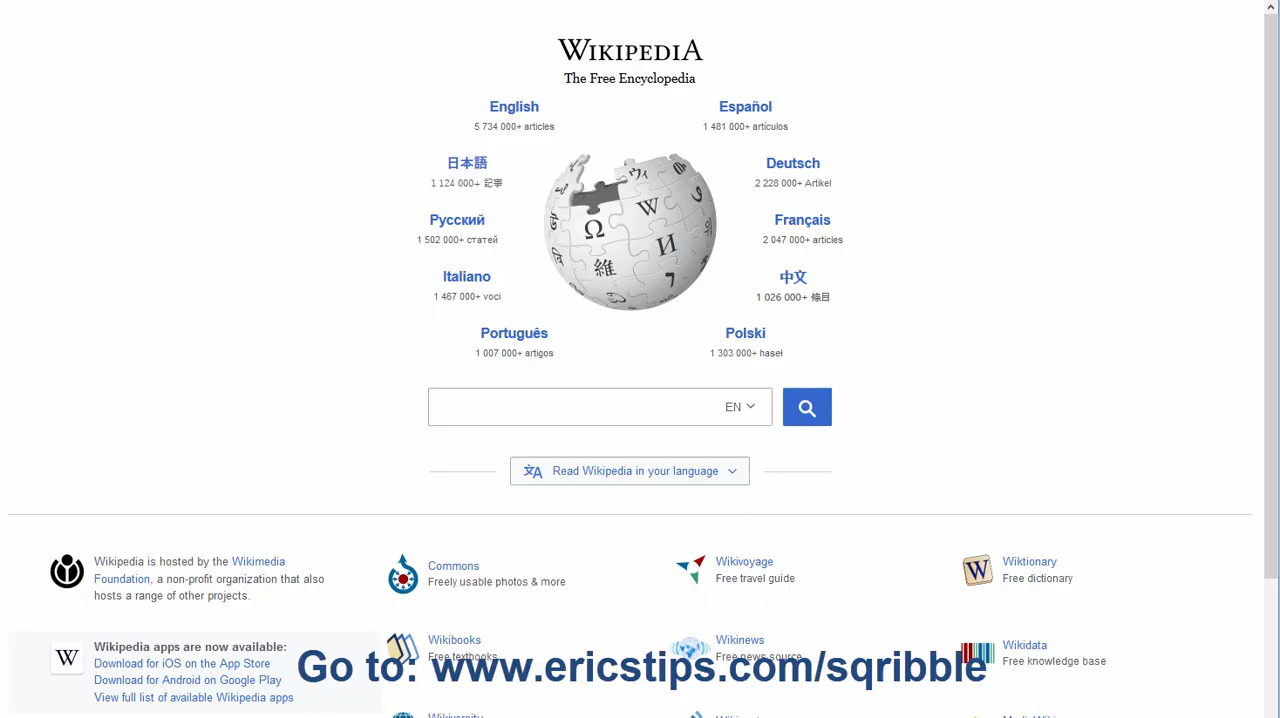 WIKIPEDIA
The Free Encyclopedia
English
5 734 000+ articles
Español
1 481 000+ artículos
日本語
1 124 000+ 記事
Deutsch
2 228 000+ Artikel
Русский
1 502 000+ статей
Français
2 047 000+ articles
Italiano
1 467 000+ voci
中文
1 026 000+ 條目
Português
1 007 000+ artigos
Polski
1 303 000+ haseł
EN
Read Wikipedia in your language
Wikipedia is hosted by the Wikimedia
Foundation, a non-profit organization that also
hosts a range of other projects.
Commons
Freely usable photos & more
Wikivoyage
Free travel guide
Wiktionary
Free dictionary
Wikipedia apps are now available:
Download for iOS on the App Store
Download for Android on Google Play
View full list of available Wikipedia apps
Wikibooks
Free textbooks
Wikinews
Free news source
Wikidata
Free knowledge base
Go to: www.ericstips.com/sqribble
Wikiversity